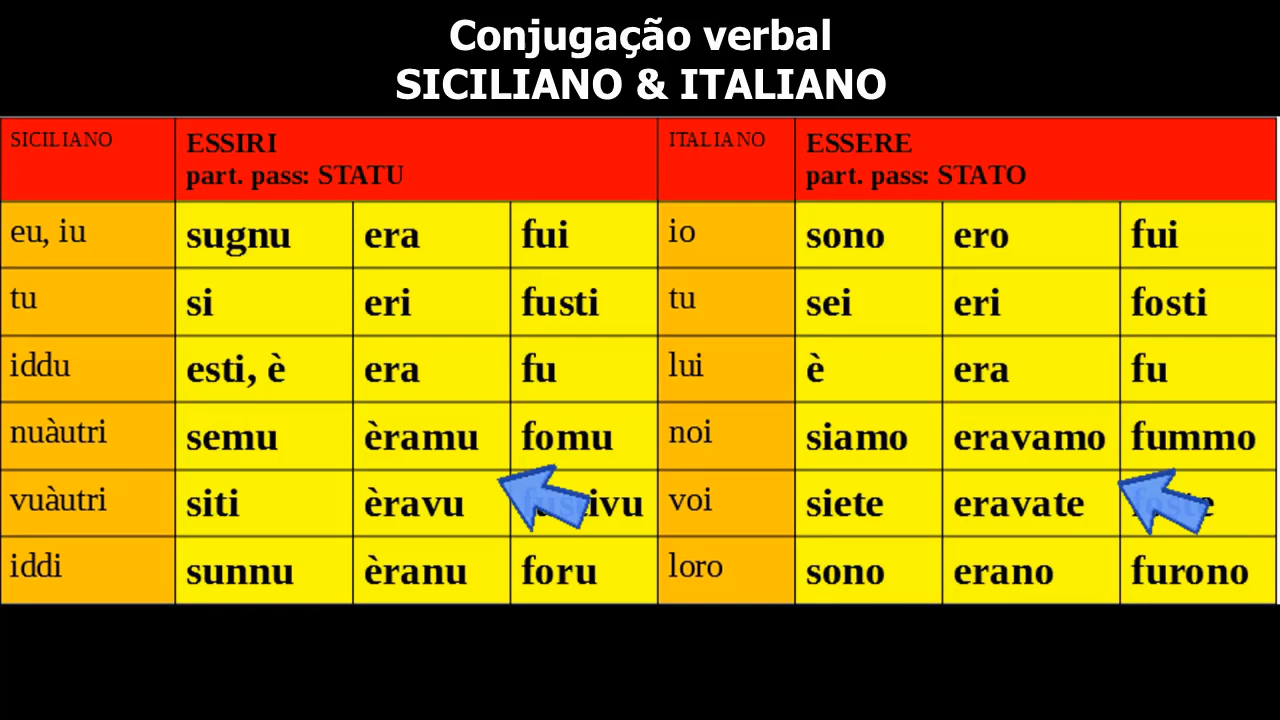 Conjugação verbal
SICILIANO & ITALIANO
SICILIANO ESSIRI ITALIANO ESSERE
part. pass: STATU part. pass: STATO
eu, iu sugnu era fui io sono ero fui
tu si eri fusti tu sei eri fosti
iddu esti, è era fu lui è era fu
nuàutri semu èramu fomu noi siamo eravamo fummo
vuàutri siti èravu voi siete eravate
iddi sunnu èranu foru loro sono erano furono